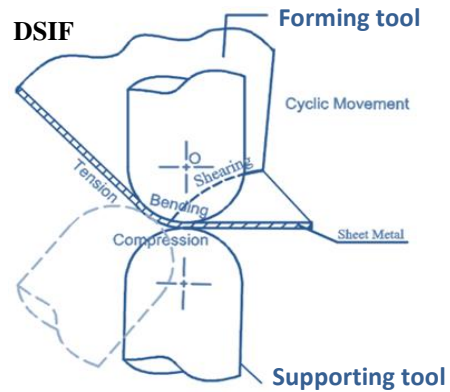 DSIF
Forming tool
Cyclic Movement
O
Shearing
Tension
Bending
Compression
Sheet Metal
Supporting tool